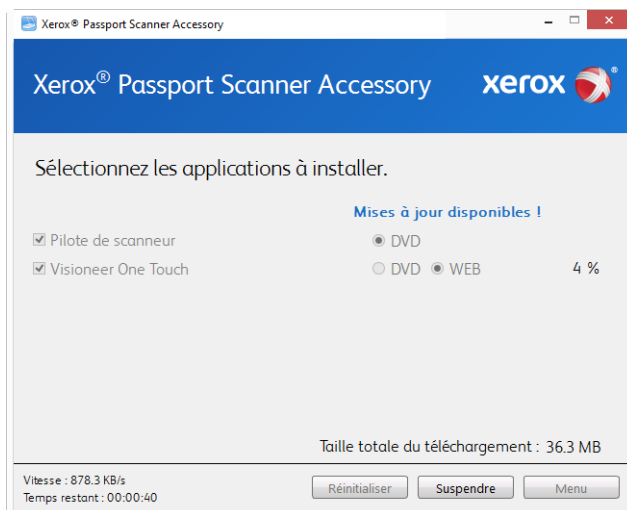 Xerox® Passport Scanner Accessory
Xerox® Passport Scanner Accessory
xerox
Sélectionnez les applications à installer.
Mises à jour disponibles !
Pilote de scanneur DVD
Visioneer One Touch DVD WEB 4 %
Taille totale du téléchargement : 36.3 MB
Vitesse : 878.3 KB/s
Temps restant : 00:00:40
Réinitialiser Suspendre Menu